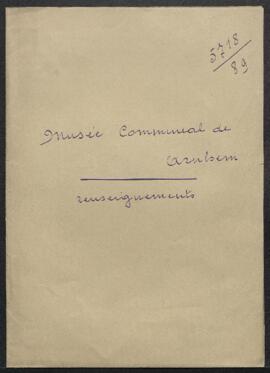 5718
/89
Musée Communal de
Arnhem
renseignements